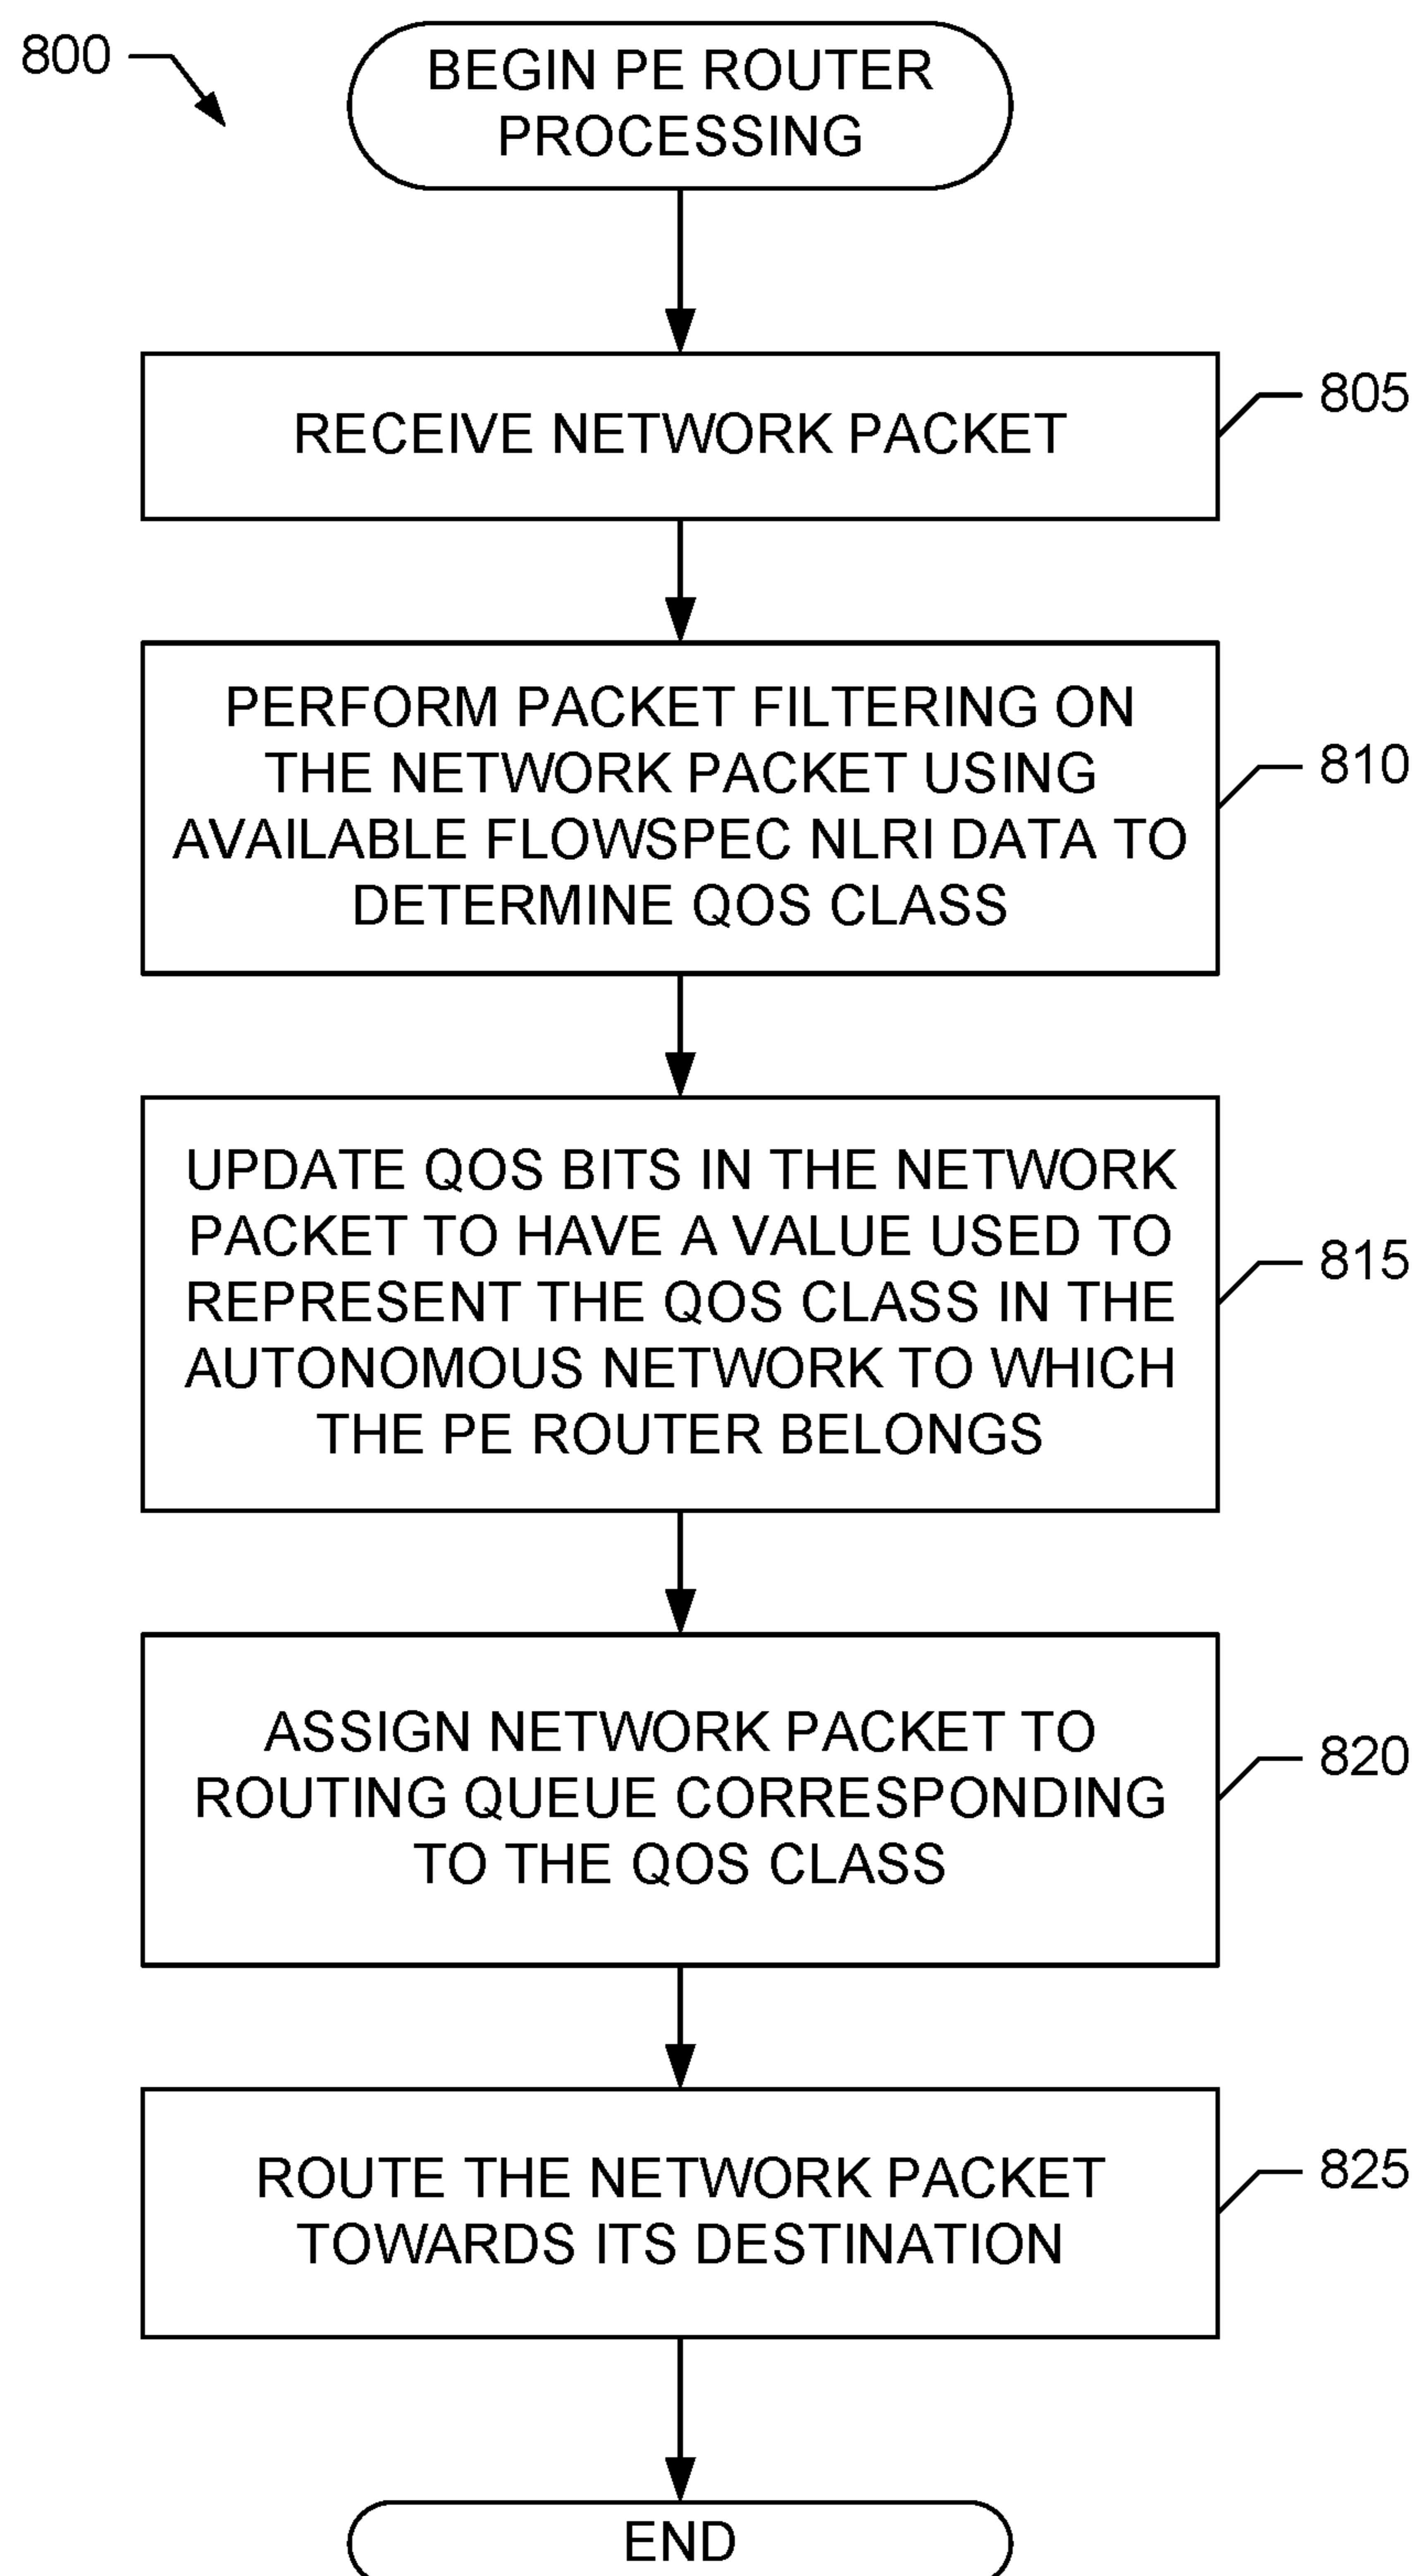 800
BEGIN PE ROUTER
PROCESSING
RECEIVE NETWORK PACKET
805
PERFORM PACKET FILTERING ON
THE NETWORK PACKET USING
AVAILABLE FLOWSPEC NLRI DATA TO
DETERMINE QOS CLASS
810
UPDATE QOS BITS IN THE NETWORK
PACKET TO HAVE A VALUE USED TO
REPRESENT THE QOS CLASS IN THE
AUTONOMOUS NETWORK TO WHICH
THE PE ROUTER BELONGS
815
ASSIGN NETWORK PACKET TO
ROUTING QUEUE CORRESPONDING
TO THE QOS CLASS
820
ROUTE THE NETWORK PACKET
TOWARDS ITS DESTINATION
825
END